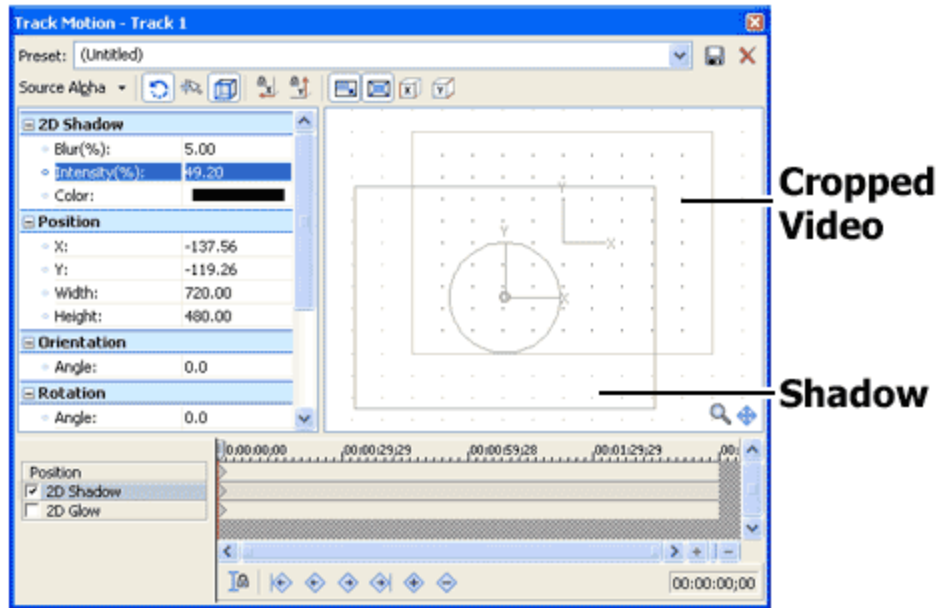 Track Motion - Track 1
Preset: (Untitled)
Source Alpha
2D Shadow
Blur(%): 5.00
Intensity(%): 49.20
Color:
Position
X: -137.56
Y: -119.26
Width: 720.00
Height: 480.00
Orientation
Angle: 0.0
Rotation
Angle: 0.0
Y
X
Y
X
Cropped
Video
Shadow
0:00:00;00 00:00:29;29 00:00:59;28 00:01:29;29 00:
Position
2D Shadow
2D Glow
00:00:00;00